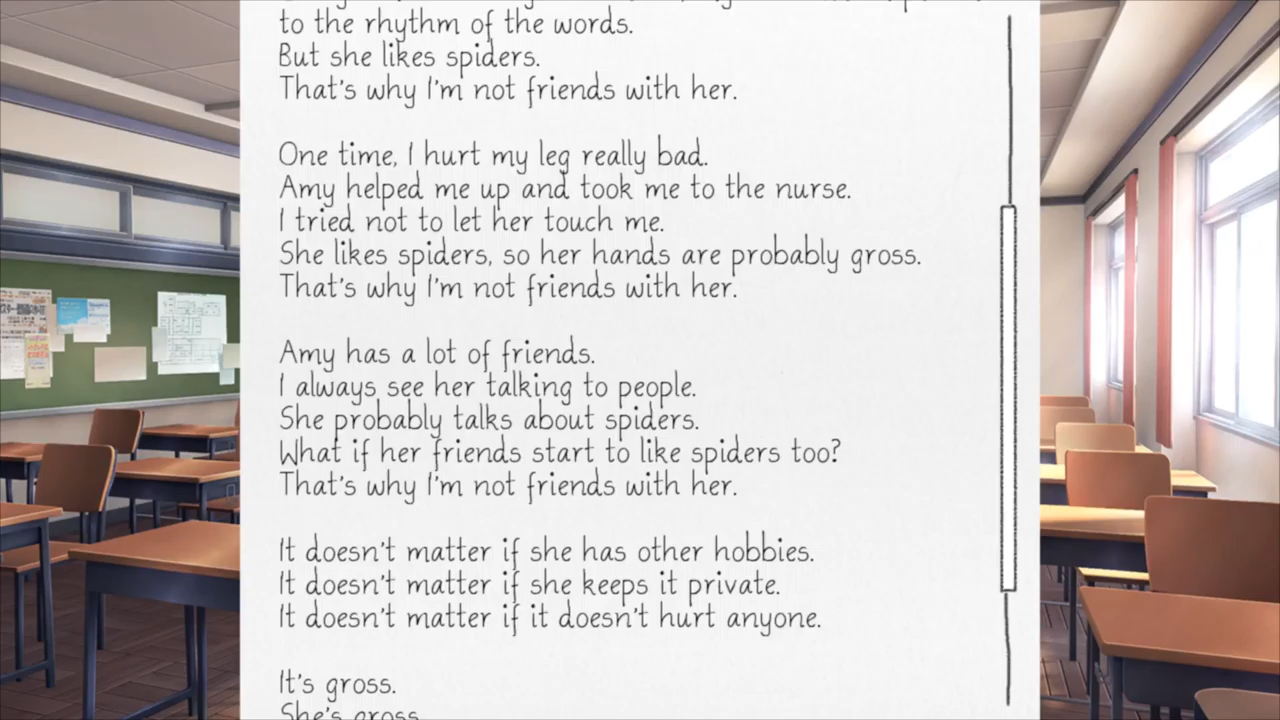 to the rhythm of the words.
But she likes spiders.
That's why I'm not friends with her.
One time, I hurt my leg really bad.
Amy helped me up and took me to the nurse.
I tried not to let her touch me.
She likes spiders, so her hands are probably gross.
That's why I'm not friends with her.
Amy has a lot of friends.
I always see her talking to people.
She probably talks about spiders.
What if her friends start to like spiders too?
That's why I'm not friends with her.
It doesn't matter if she has other hobbies.
It doesn't matter if she keeps it private.
It doesn't matter if it doesn't hurt anyone.
It's gross.
She's gross